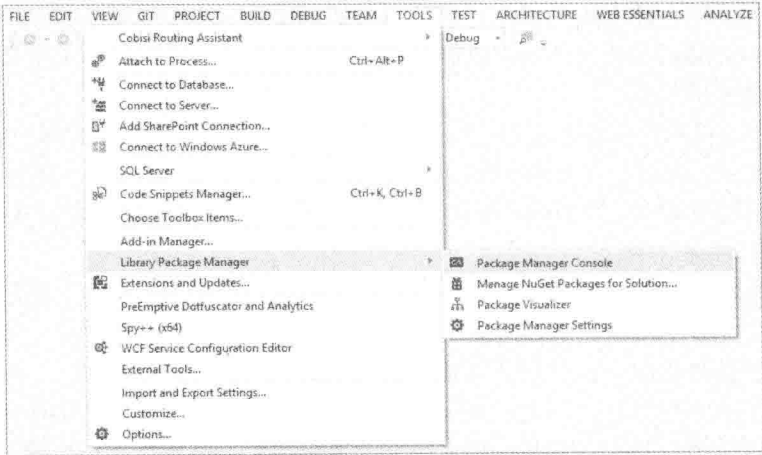 FILE EDIT VIEW GIT PROJECT BUILD DEBUG TEAM TOOLS TEST ARCHITECTURE WEB ESSENTIALS ANALYZE
Cobisi Routing Assistant
Debug
Attach to Process... Ctrl+Alt+P
Connect to Database...
Connect to Server...
Add SharePoint Connection...
Connect to Windows Azure...
SQL Server
Code Snippets Manager... Ctrl+K, Ctrl+B
Choose Toolbox Items...
Add-in Manager...
Library Package Manager
Extensions and Updates...
PreEmptive Dotfuscator and Analytics
Spy++ (x64)
WCF Service Configuration Editor
External Tools...
Import and Export Settings...
Customize...
Options...
Package Manager Console
Manage NuGet Packages for Solution...
Package Visualizer
Package Manager Settings